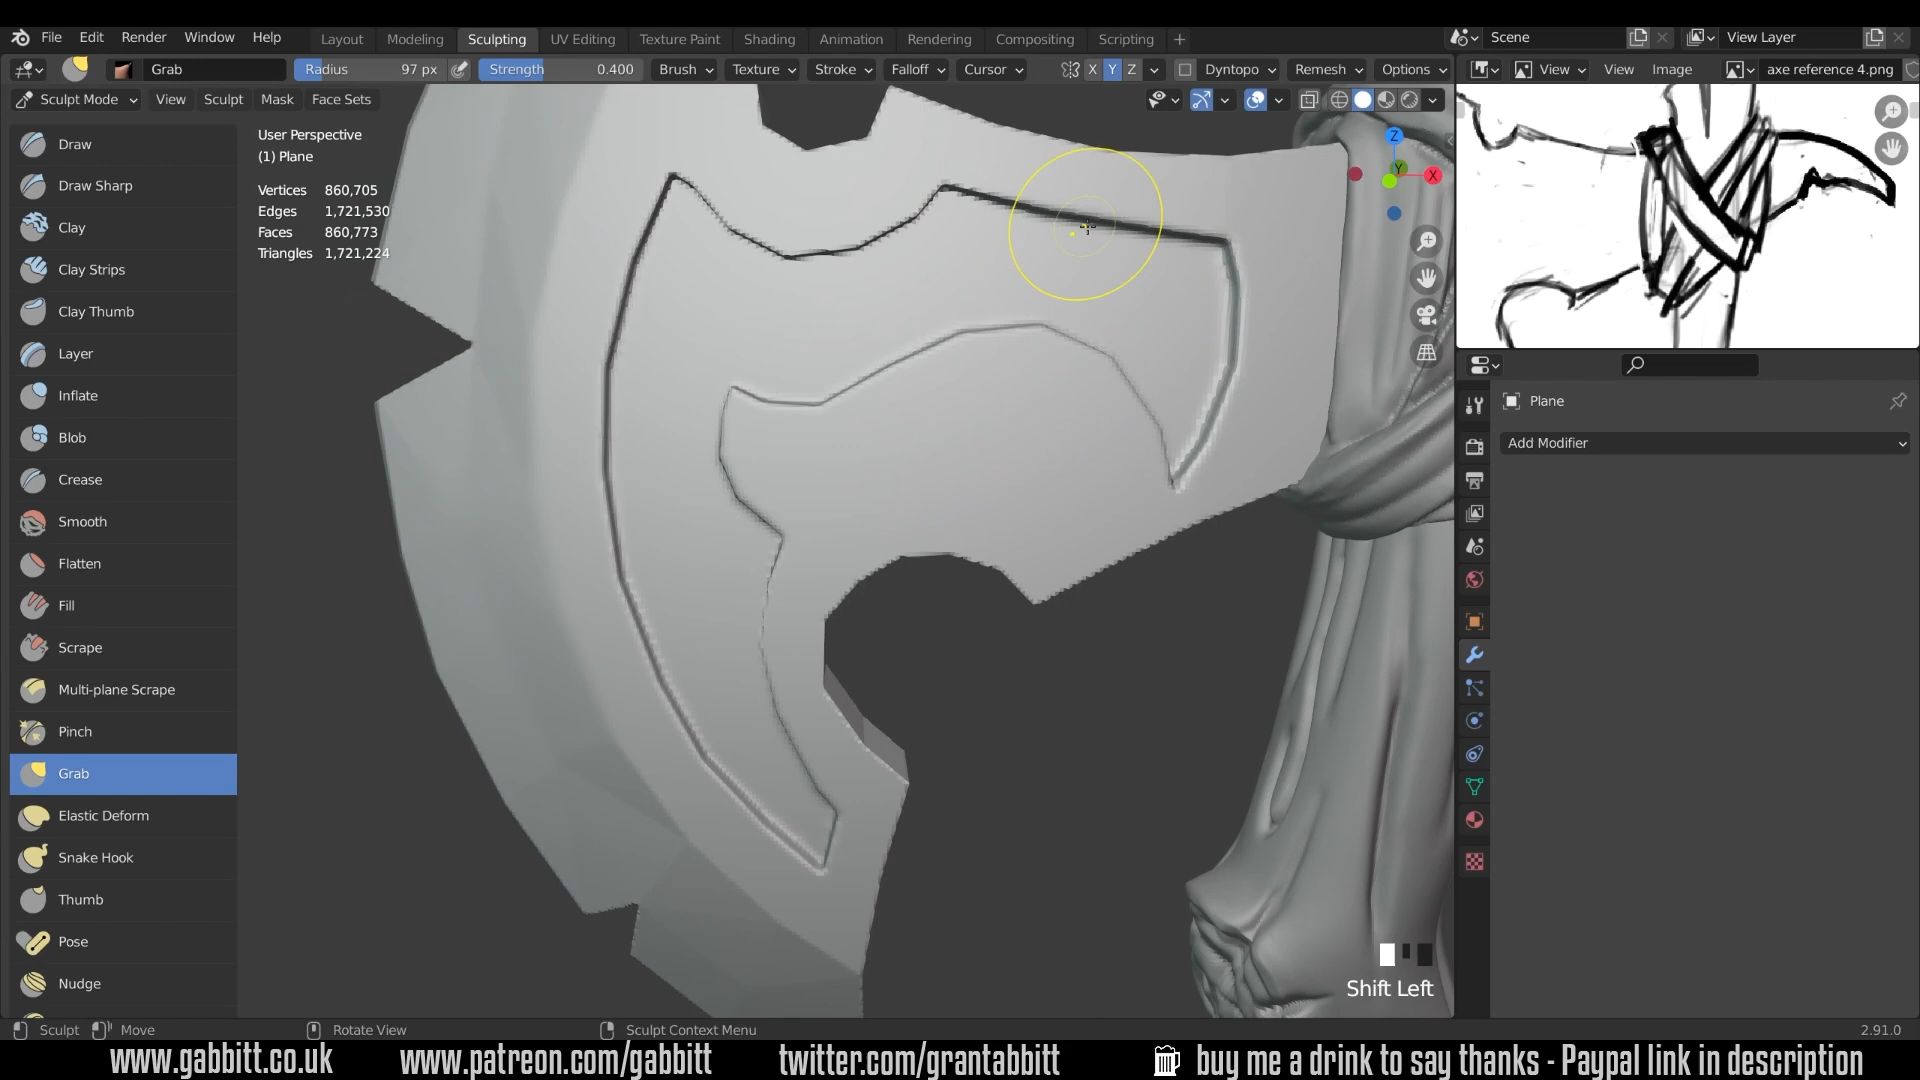 File Edit Render Window Help Layout Modeling Sculpting UV Editing Texture Paint Shading Animation Rendering Compositing Scripting + Scene View Layer
Grab Radius 97 px Strength 0.400 Brush Texture Stroke Falloff Cursor X Y Z Dyntopo Remesh Options View View Image axe reference 4.png
Sculpt Mode View Sculpt Mask Face Sets
User Perspective
(1) Plane
Vertices 860,705
Edges 1,721,530
Faces 860,773
Triangles 1,721,224
Z
Y
X
Draw
Draw Sharp
Clay
Clay Strips
Clay Thumb
Layer
Inflate
Blob
Crease
Smooth
Flatten
Fill
Scrape
Multi-plane Scrape
Pinch
Grab
Elastic Deform
Snake Hook
Thumb
Pose
Nudge
Plane
Add Modifier
Shift Left
Sculpt Move Rotate View Sculpt Context Menu 2.91.0
www.gabbitt.co.uk www.patreon.com/gabbitt twitter.com/grantabbitt buy me a drink to say thanks - Paypal link in description